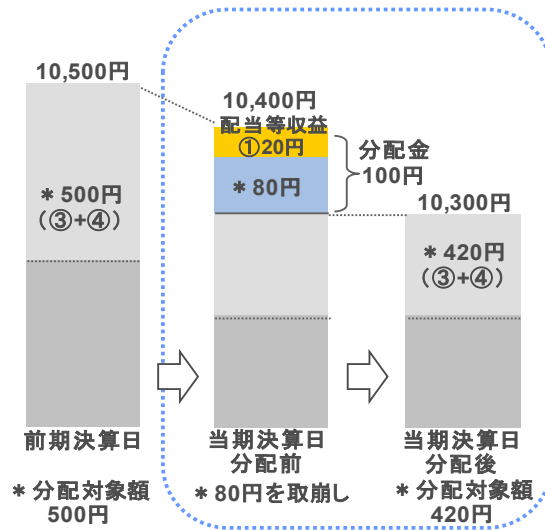 10,500円
＊500円
（③+④）
前期決算日
＊分配対象額
500円
10,400円
配当等収益
①20円
＊80円
分配金
100円
当期決算日
分配前
＊80円を取崩し
10,300円
＊420円
（③+④）
当期決算日
分配後
＊分配対象額
420円